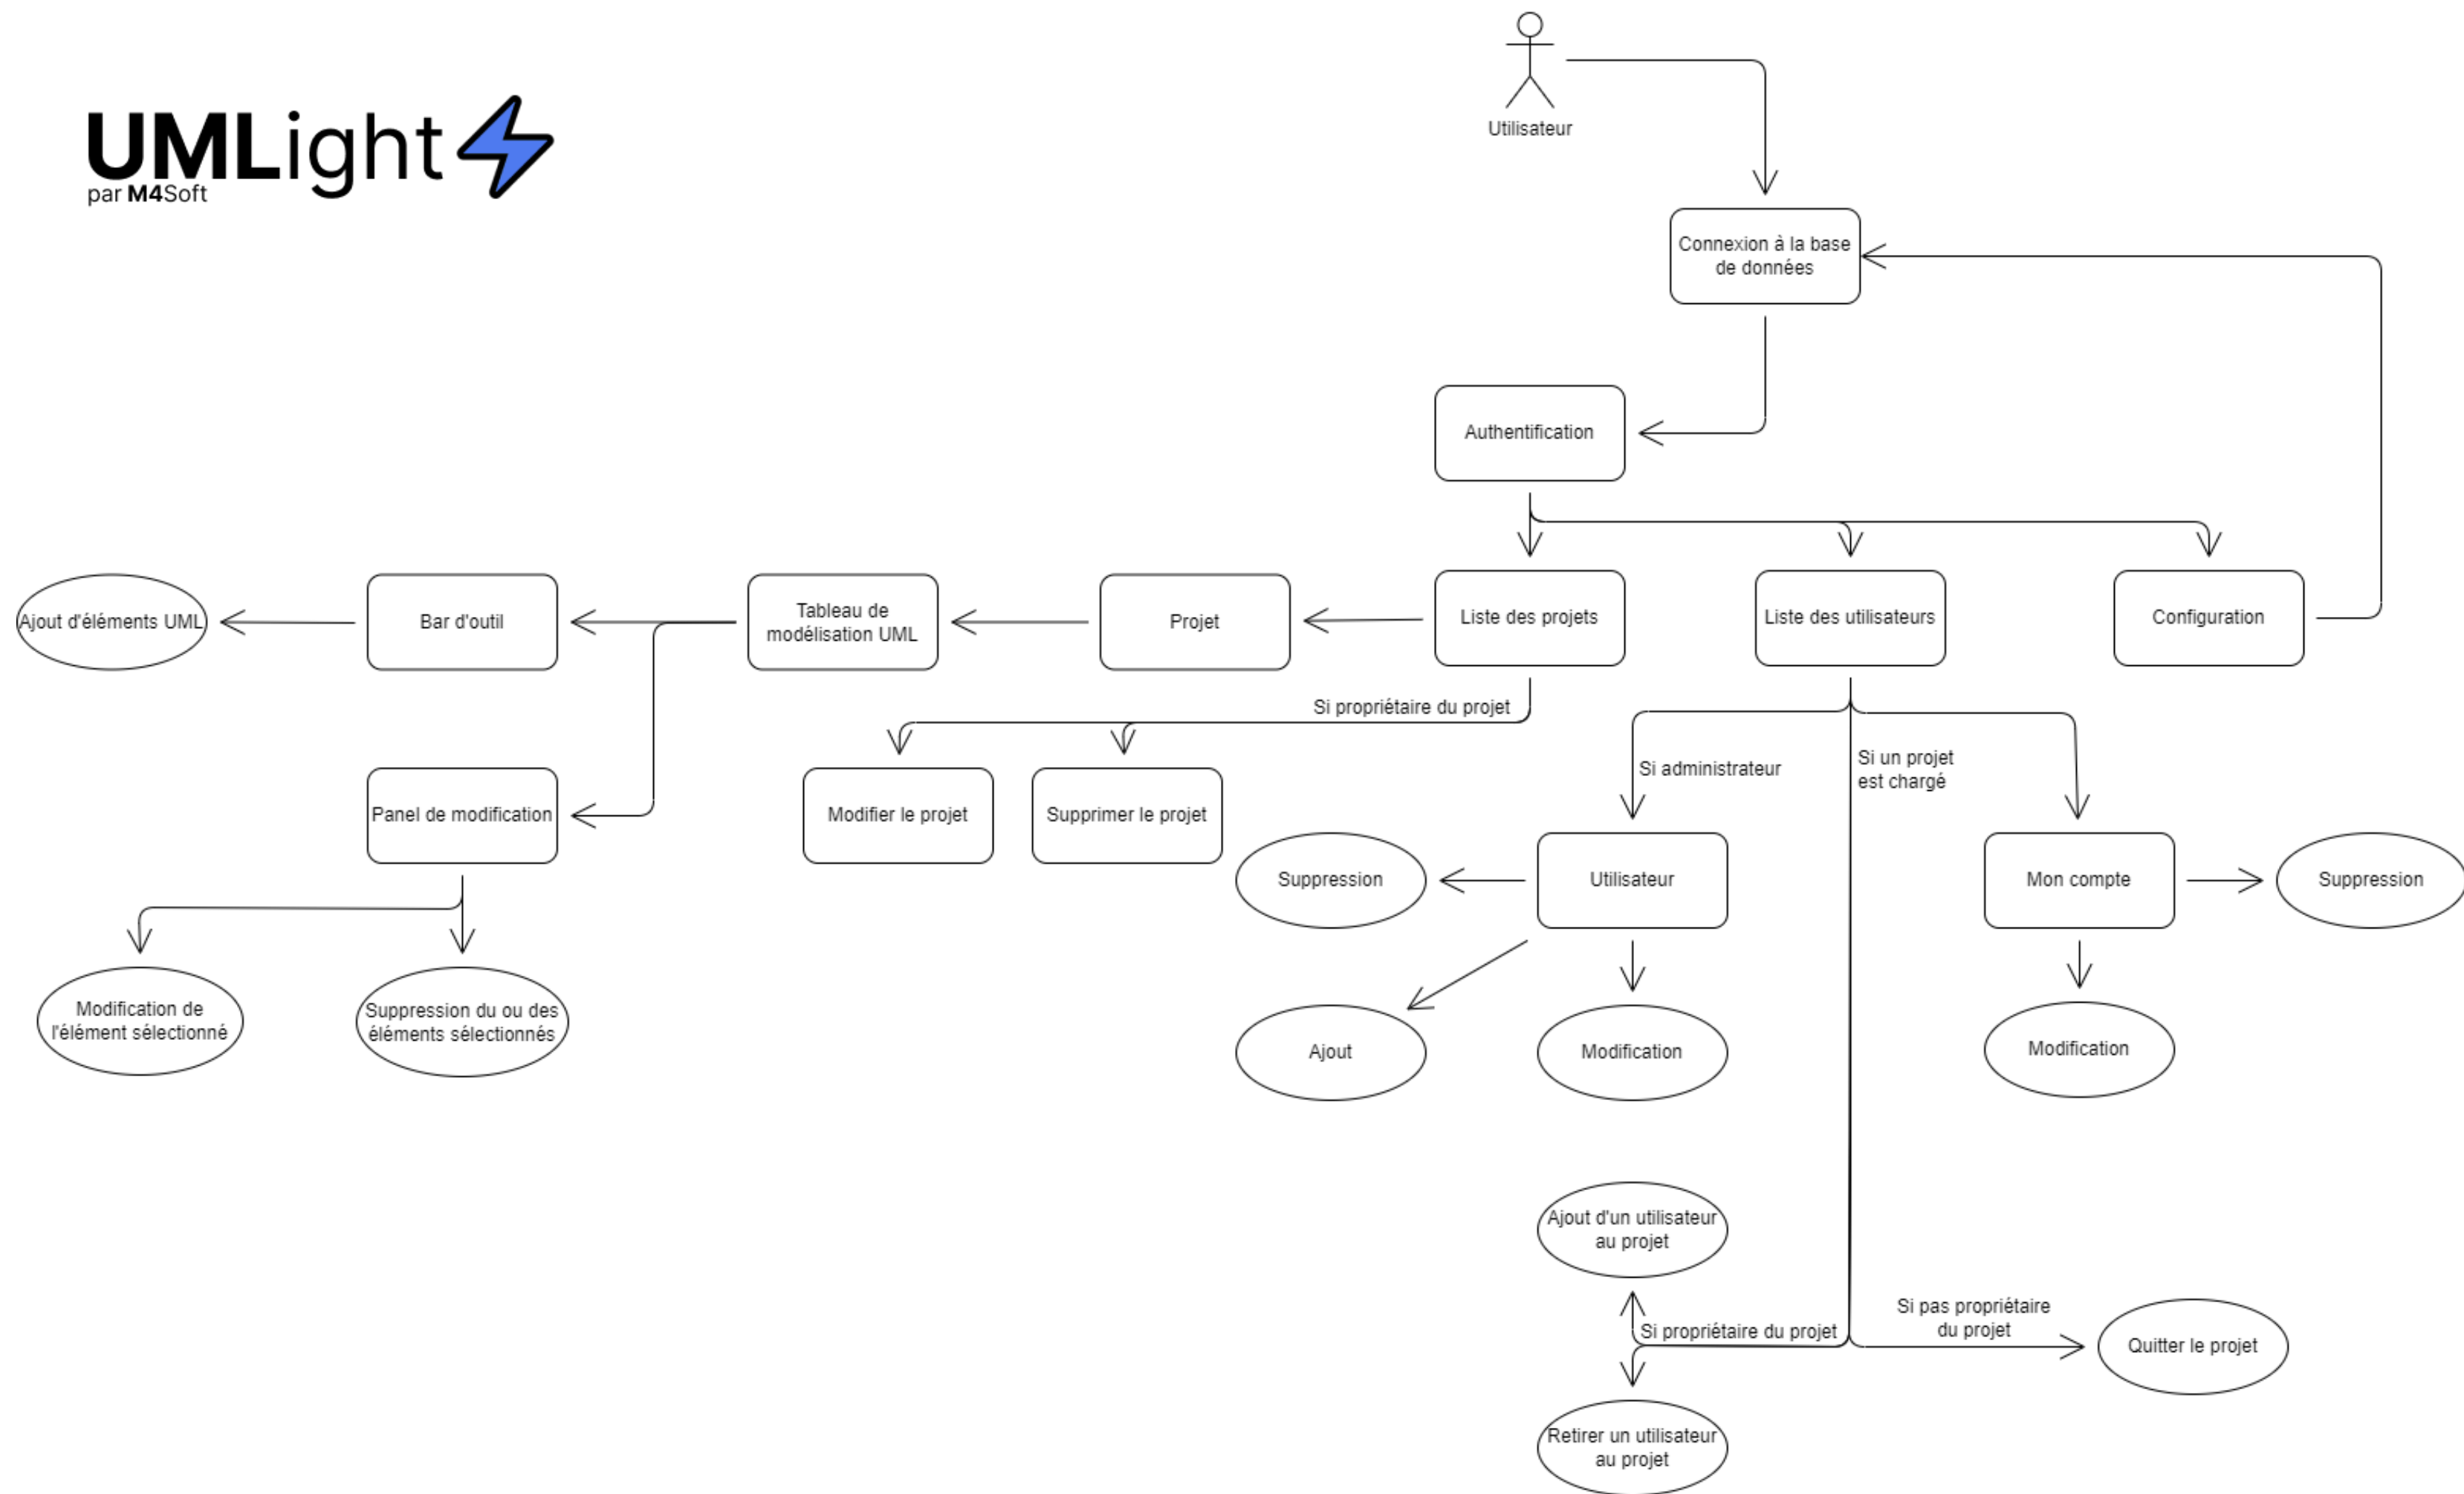 Utilisateur
UMLight
par M4Soft
Connexion à la base
de données
Authentification
Ajout d'éléments UML
Bar d'outil
Tableau de
modélisation UML
Projet
Liste des projets
Liste des utilisateurs
Configuration
Si propriétaire du projet
Si administrateur
Si un projet
est chargé
Panel de modification
Modifier le projet
Supprimer le projet
Suppression
Utilisateur
Mon compte
Suppression
Modification de
l'élément sélectionné
Suppression du ou des
éléments sélectionnés
Ajout
Modification
Modification
Ajout d'un utilisateur
au projet
Si propriétaire du projet
Si pas propriétaire
du projet
Quitter le projet
Retirer un utilisateur
au projet